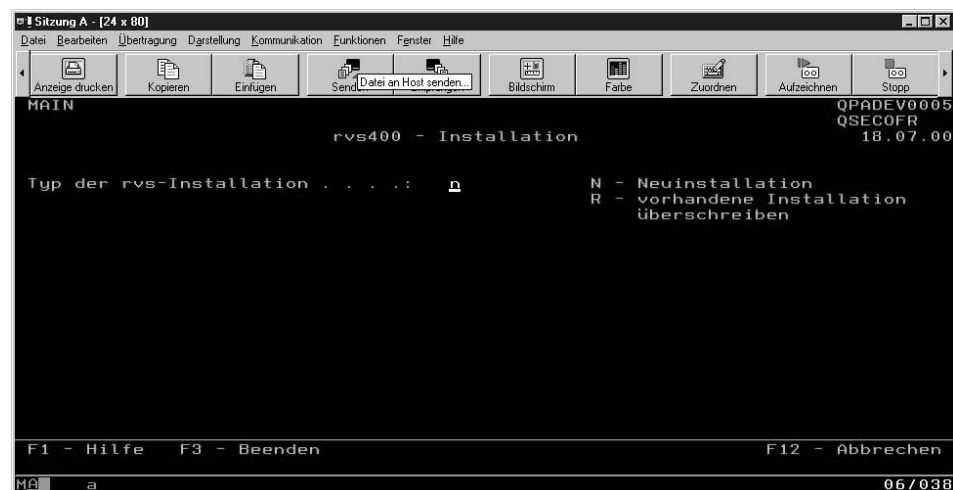 Sitzung A - [24 x 80]
Datei Bearbeiten Übertragung Darstellung Kommunikation Funktionen Fenster Hilfe
Anzeige drucken Kopieren Einfügen Datei an Host senden... Bildschirm Farbe Zuordnen Aufzeichnen Stopp
MAIN QPADEV0005
QSECOFR
rvs400 - Installation 18.07.00
Typ der rvs-Installation . . . .: n N - Neuinstallation
R - vorhandene Installation
überschreiben
F1 - Hilfe F3 - Beenden F12 - Abbrechen
MA a 06/038